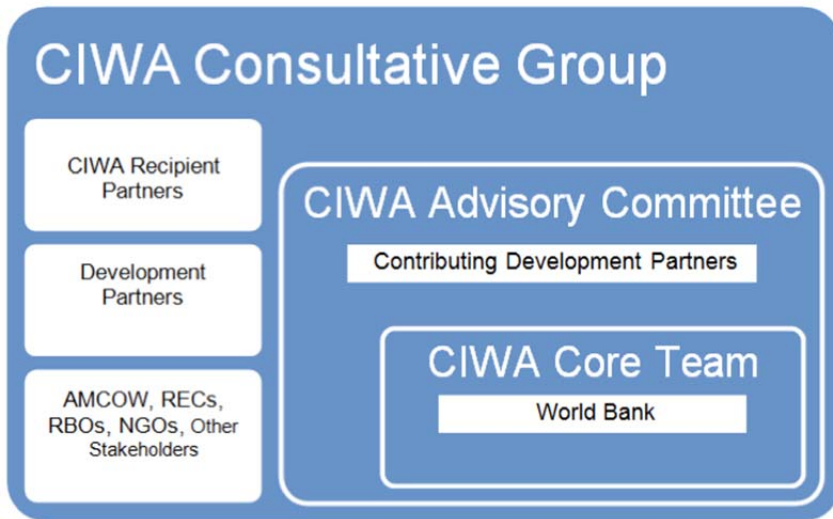 CIWA Consultative Group
CIWA Recipient
Partners
Development
Partners
AMCOW, RECs,
RBOs, NGOs, Other
Stakeholders
CIWA Advisory Committee
Contributing Development Partners
CIWA Core Team
World Bank